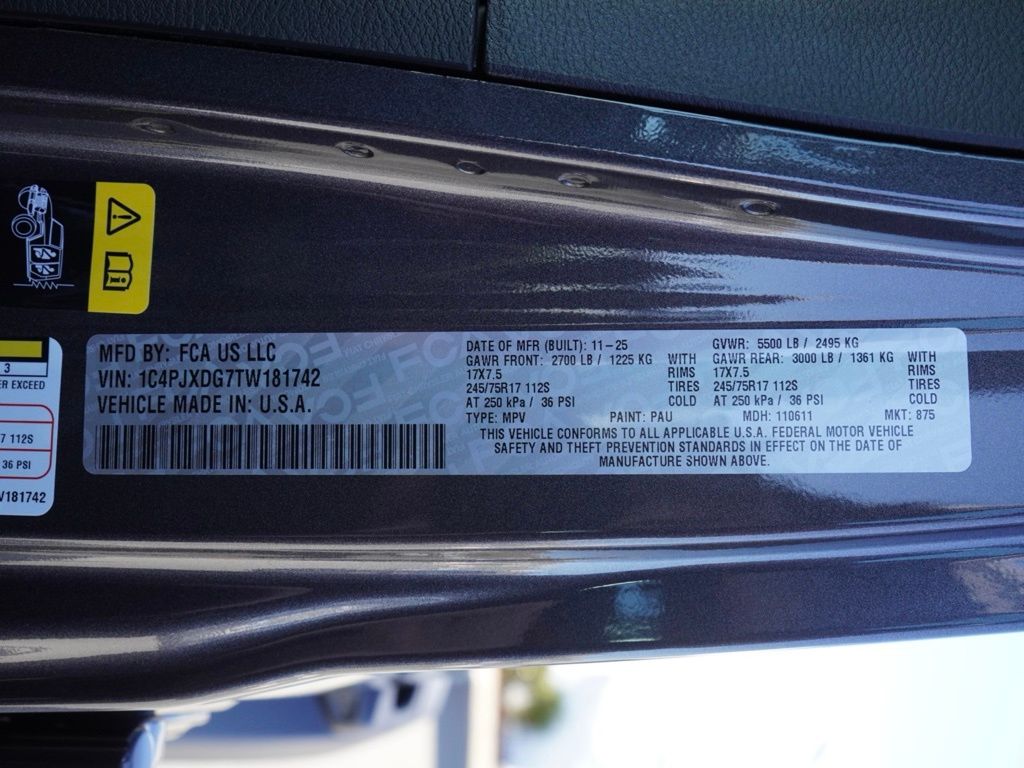 MFD BY: FCA US LLC
VIN: 1C4PJXDG7TW181742
VEHICLE MADE IN: U.S.A.
DATE OF MFR (BUILT): 11-25
GAWR FRONT: 2700 LB / 1225 KG WITH
17X7.5 RIMS
245/75R17 112S TIRES
AT 250 kPa / 36 PSI COLD
GVWR: 5500 LB / 2495 KG
GAWR REAR: 3000 LB / 1361 KG WITH
17X7.5 RIMS
245/75R17 112S TIRES
AT 250 kPa / 36 PSI COLD
TYPE: MPV PAINT: PAU MDH: 110611 MKT: 875
THIS VEHICLE CONFORMS TO ALL APPLICABLE U.S.A. FEDERAL MOTOR VEHICLE
SAFETY AND THEFT PREVENTION STANDARDS IN EFFECT ON THE DATE OF
MANUFACTURE SHOWN ABOVE.
3
ER EXCEED
7 112S
36 PSI
181742